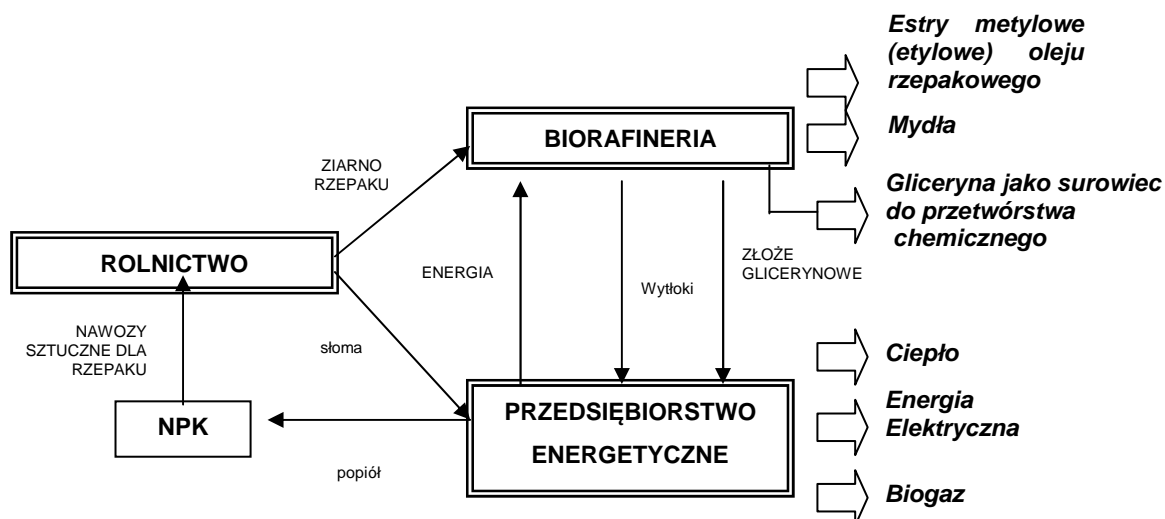 Estry metylowe
(etylowe) oleju
rzepakowego
BIORAFINERIA
Mydła
ZIARNO
RZEPAKU
Gliceryna jako surowiec
do przetwórstwa
chemicznego
ROLNICTWO
ENERGIA
ZŁOŻE
GLICERYNOWE
Wytłoki
NAWOZY
SZTUCZNE DLA
RZEPAKU
słoma
Ciepło
NPK
PRZEDSIĘBIORSTWO
ENERGETYCZNE
Energia
Elektryczna
popiół
Biogaz